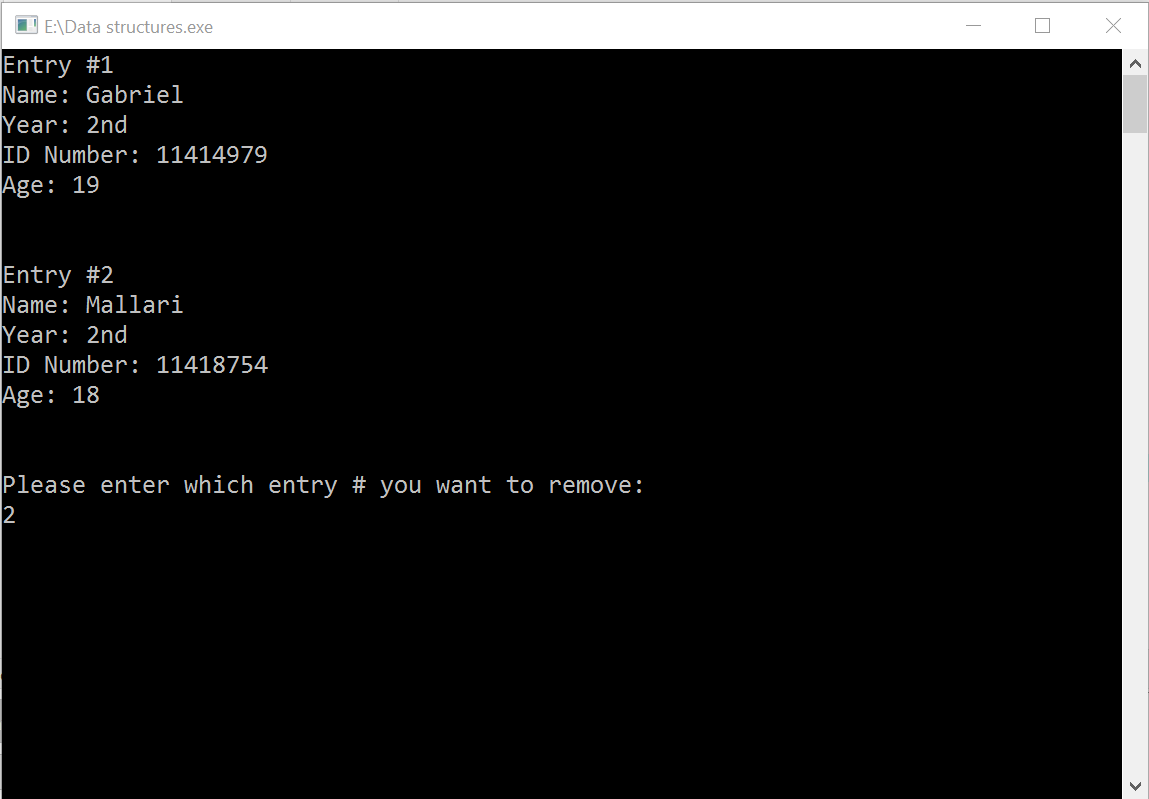 E:\Data structures.exe
Entry #1
Name: Gabriel
Year: 2nd
ID Number: 11414979
Age: 19
Entry #2
Name: Mallari
Year: 2nd
ID Number: 11418754
Age: 18
Please enter which entry # you want to remove:
2